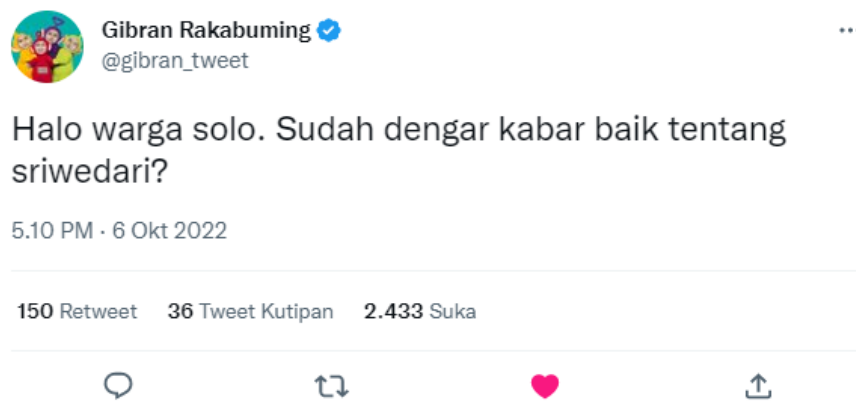 Gibran Rakabuming
@gibran_tweet
Halo warga solo. Sudah dengar kabar baik tentang
sriwedari?
5.10 PM · 6 Okt 2022
150 Retweet 36 Tweet Kutipan 2.433 Suka